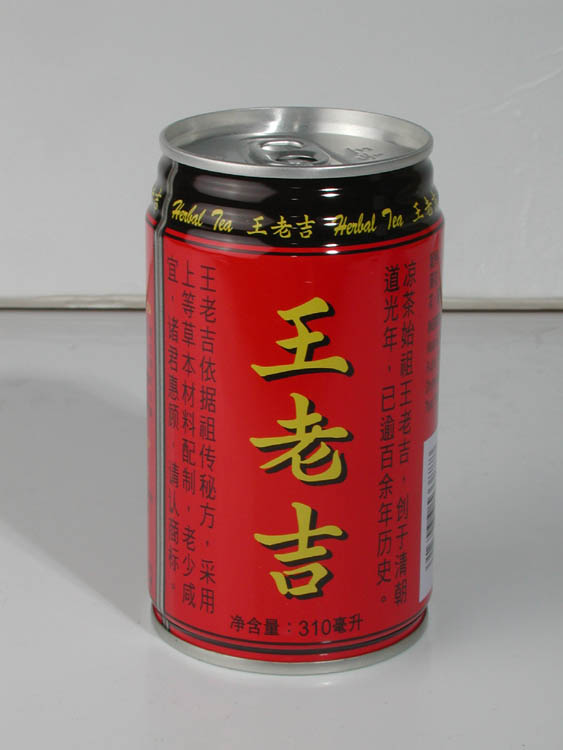 Herbal Tea 王老吉 Herbal Tea 王老吉
凉茶始祖王老吉，创于清朝
道光年，已逾百余年历史。
王老吉
王老吉依据祖传秘方，采用
上等草本材料配制，老少咸
宜，诸君惠顾，请认商标。
净含量：310毫升